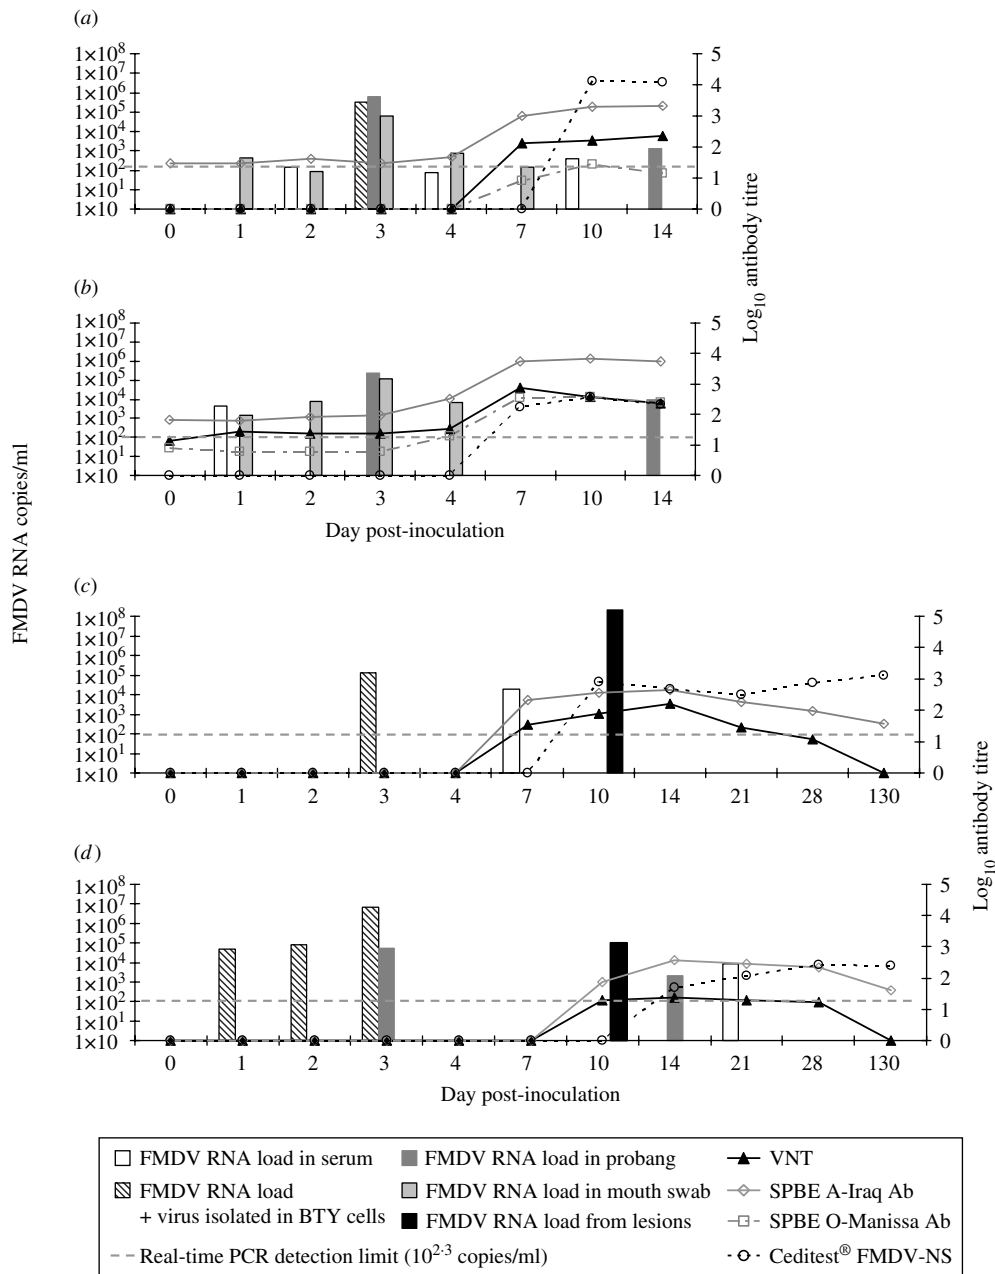 (a)
1×10⁸ 5
1×10⁷
1×10⁶ 4
1×10⁵
1×10⁴ 3
1×10³ 2
1×10² 1
1×10¹
1×10 0
0 1 2 3 4 7 10 14
(b)
1×10⁸ 5
1×10⁷
1×10⁶ 4
1×10⁵ 3
1×10⁴
1×10³ 2
1×10² 1
1×10¹
1×10 0
0 1 2 3 4 7 10 14
Day post-inoculation
Log₁₀ antibody titre
FMDV RNA copies/ml
(c)
1×10⁸ 5
1×10⁷
1×10⁶ 4
1×10⁵ 3
1×10⁴
1×10³ 2
1×10² 1
1×10¹
1×10 0
0 1 2 3 4 7 10 14 21 28 130
(d)
1×10⁸ 5
1×10⁷
1×10⁶ 4
1×10⁵ 3
1×10⁴
1×10³ 2
1×10² 1
1×10¹
1×10 0
0 1 2 3 4 7 10 14 21 28 130
Day post-inoculation
Log₁₀ antibody titre
FMDV RNA load in serum
FMDV RNA load
+ virus isolated in BTY cells
FMDV RNA load in probang
FMDV RNA load in mouth swab
FMDV RNA load from lesions
VNT
SPBE A-Iraq Ab
SPBE O-Manissa Ab
Real-time PCR detection limit (10²·³ copies/ml)
Ceditest® FMDV-NS